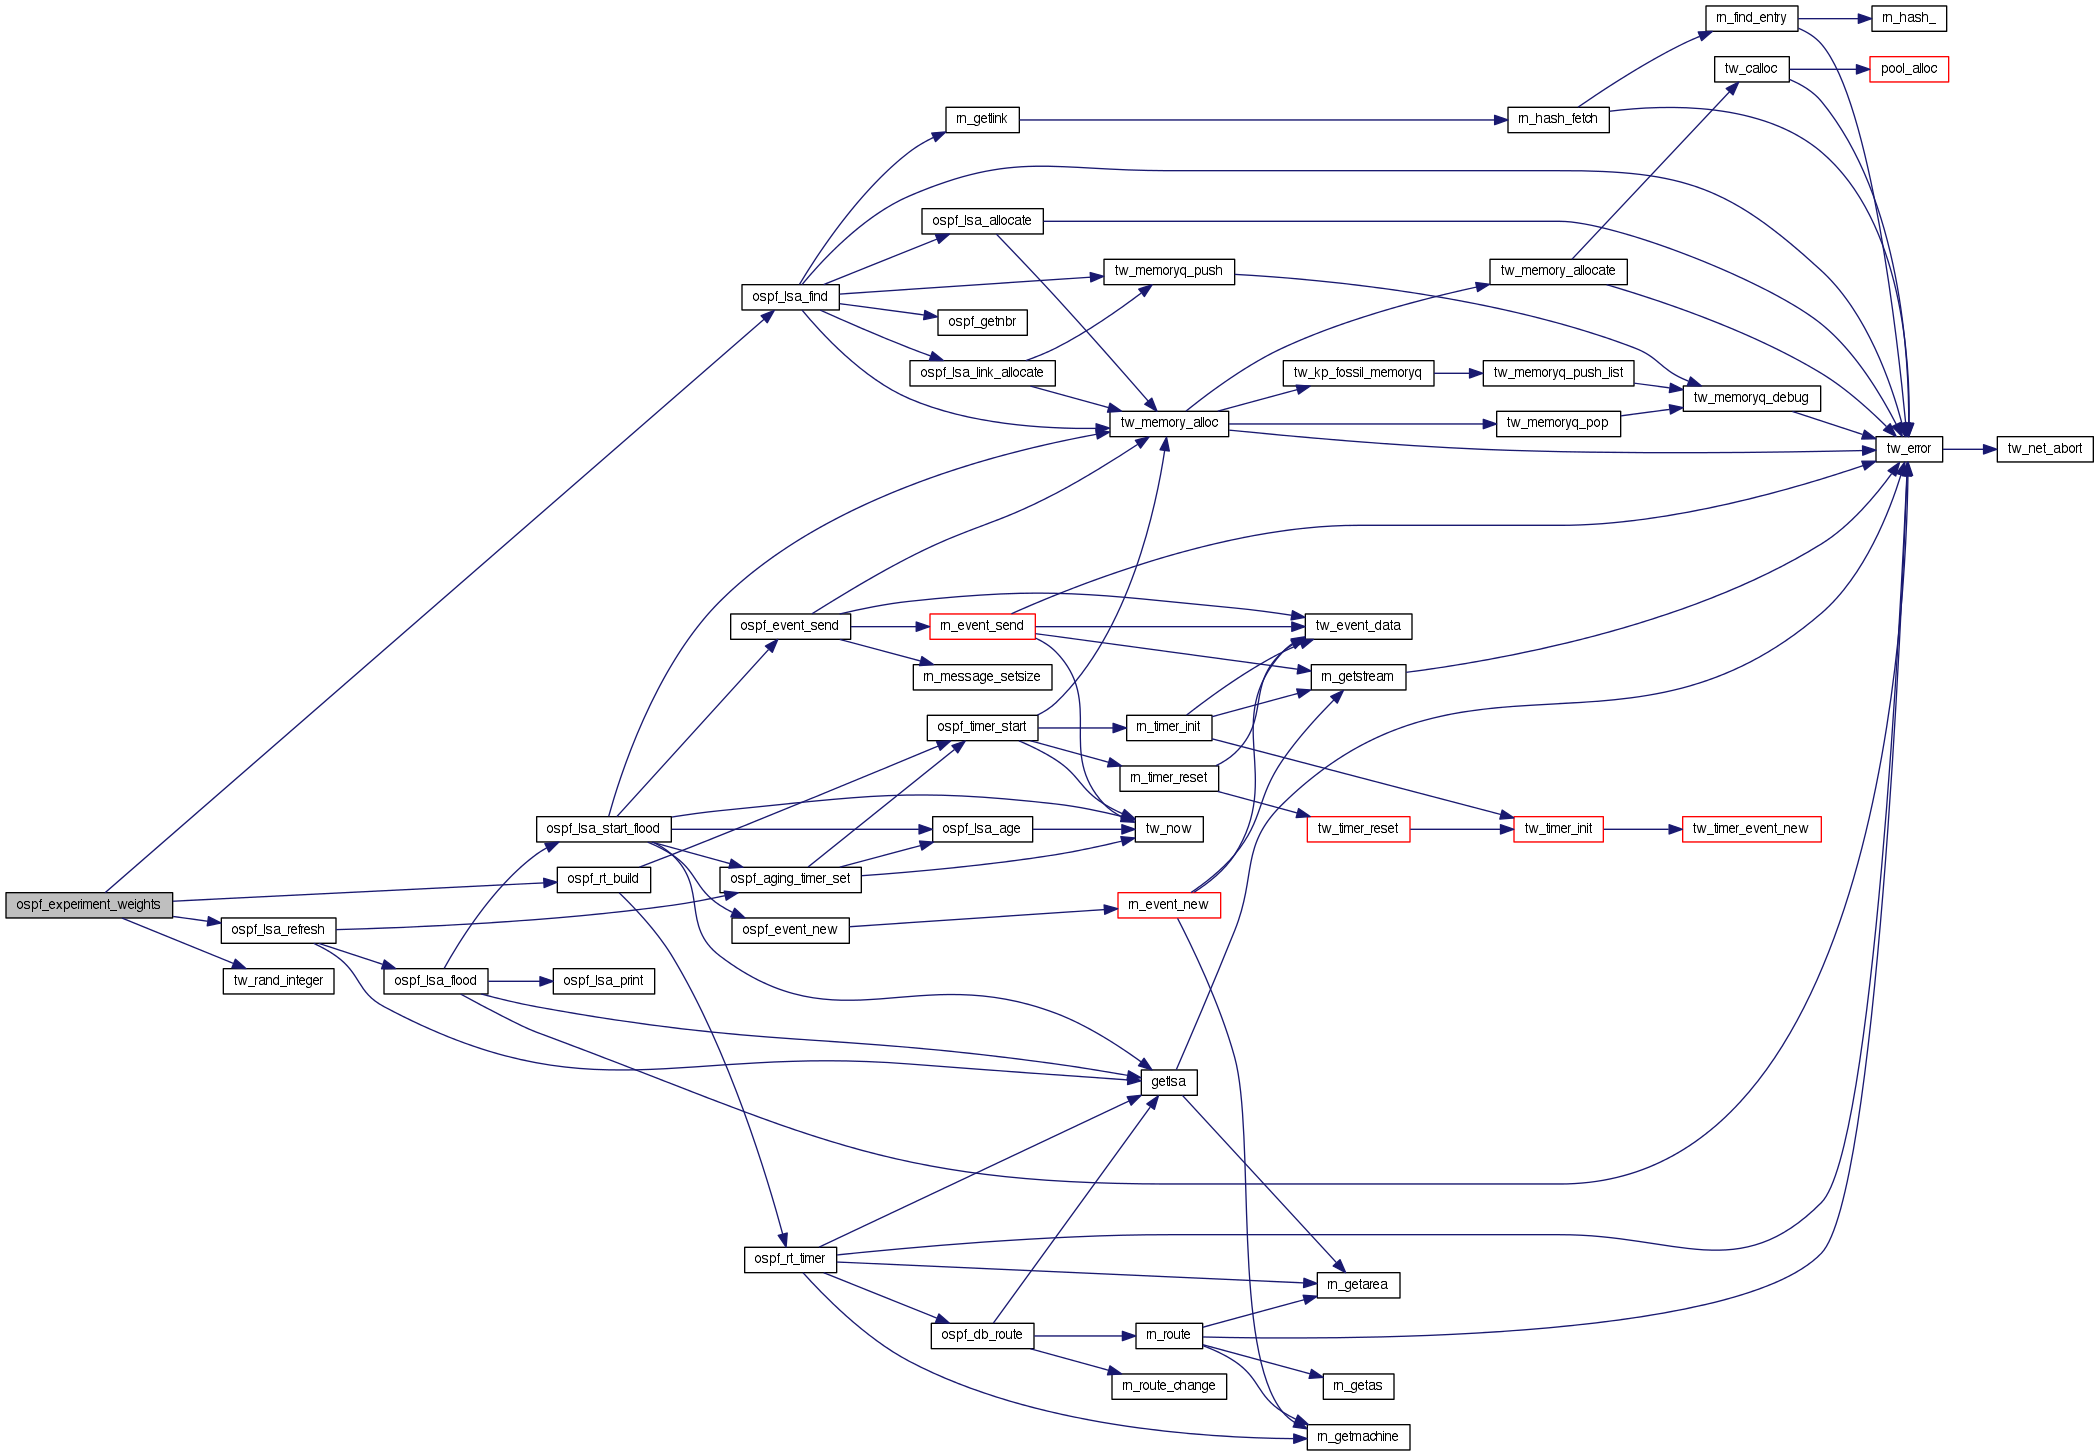 rn_find_entry
rn_hash_
tw_calloc
pool_alloc
rn_getlink
rn_hash_fetch
ospf_lsa_allocate
tw_memoryq_push
tw_memory_allocate
ospf_lsa_find
ospf_getnbr
ospf_lsa_link_allocate
tw_kp_fossil_memoryq
tw_memoryq_push_list
tw_memoryq_debug
tw_memory_alloc
tw_memoryq_pop
tw_error
tw_net_abort
ospf_event_send
rn_event_send
tw_event_data
rn_message_setsize
rn_getstream
ospf_timer_start
rn_timer_init
rn_timer_reset
ospf_lsa_start_flood
ospf_lsa_age
tw_now
tw_timer_reset
tw_timer_init
tw_timer_event_new
ospf_rt_build
ospf_aging_timer_set
ospf_experiment_weights
rn_event_new
ospf_lsa_refresh
ospf_event_new
tw_rand_integer
ospf_lsa_flood
ospf_lsa_print
getlsa
ospf_rt_timer
rn_getarea
ospf_db_route
rn_route
rn_route_change
rn_getas
rn_getmachine